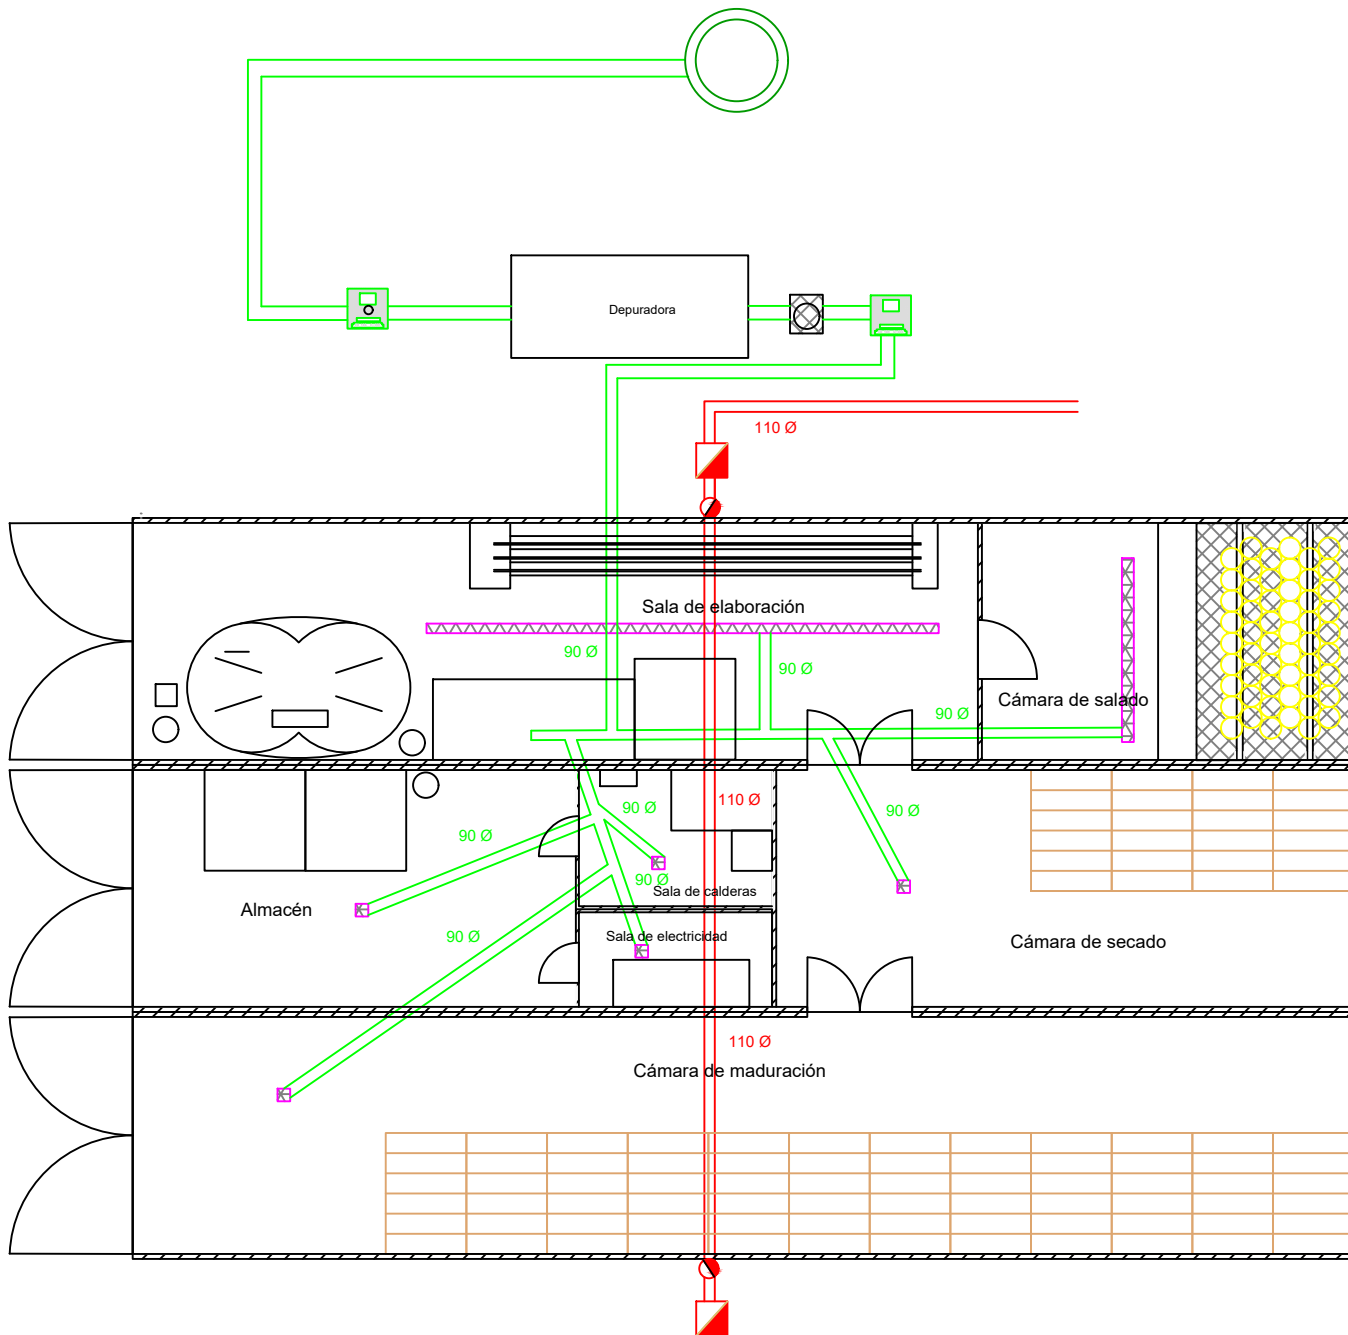 Depuradora
110 Ø
Sala de elaboración
90 Ø
90 Ø
Cámara de salado
90 Ø
110 Ø
90 Ø
90 Ø
90 Ø
90 Ø
Sala de calderas
Almacén
90 Ø
Sala de electricidad
Cámara de secado
110 Ø
Cámara de maduración